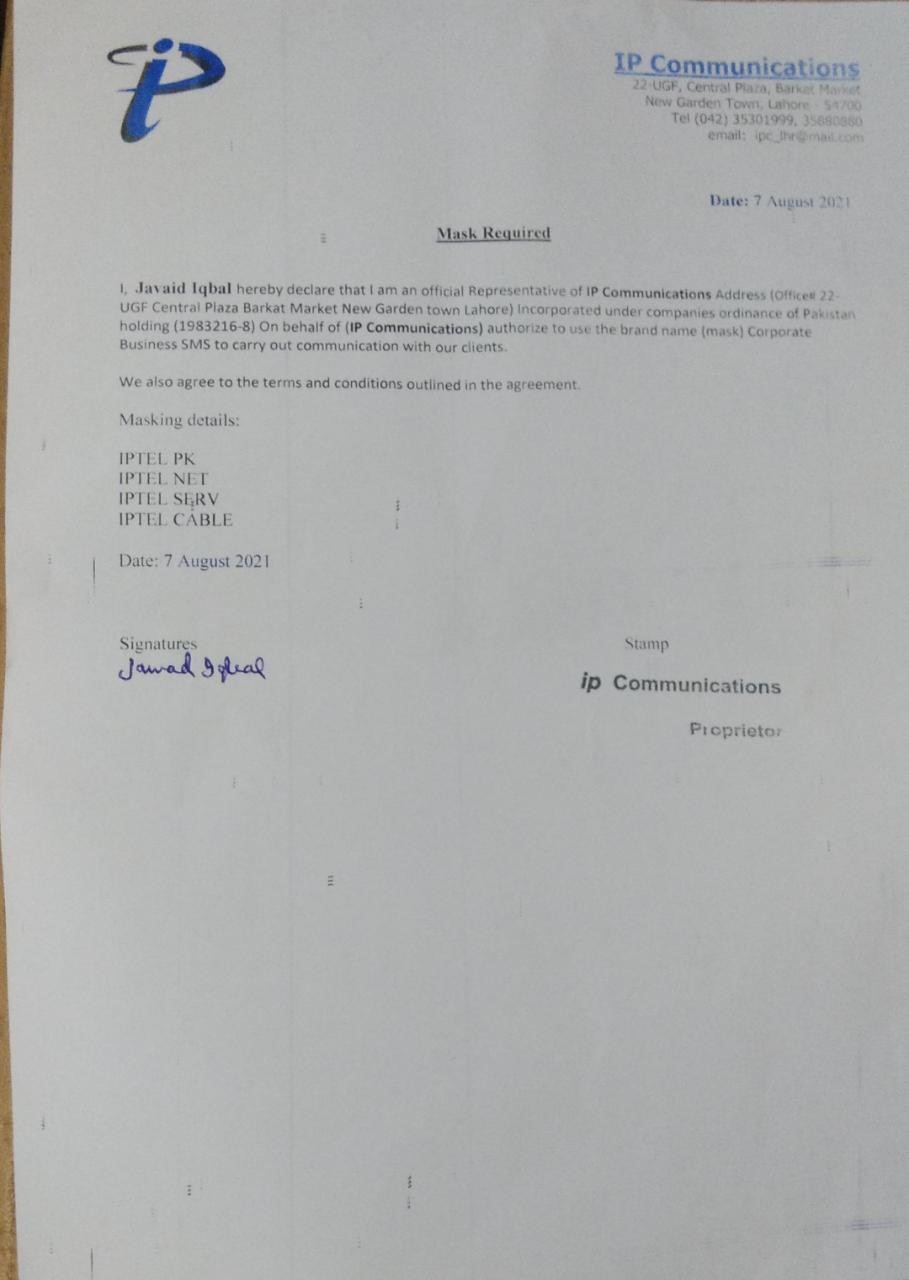 ip
IP Communications
22-UGF, Central Plaza, Barket Market
New Garden Town, Lahore - 54700
Tel (042) 35301999, 35880880
email: ipc_lhr@mail.com
Date: 7 August 2021
Mask Required
I, Javaid Iqbal hereby declare that I am an official Representative of IP Communications Address (Office# 22-
UGF Central Plaza Barkat Market New Garden town Lahore) Incorporated under companies ordinance of Pakistan
holding (1983216-8) On behalf of (IP Communications) authorize to use the brand name (mask) Corporate
Business SMS to carry out communication with our clients.
We also agree to the terms and conditions outlined in the agreement.
Masking details:
IPTEL PK
IPTEL NET
IPTEL SERV
IPTEL CABLE
Date: 7 August 2021
Signatures
Stamp
Jawad Iqbal
ip Communications
Proprietor